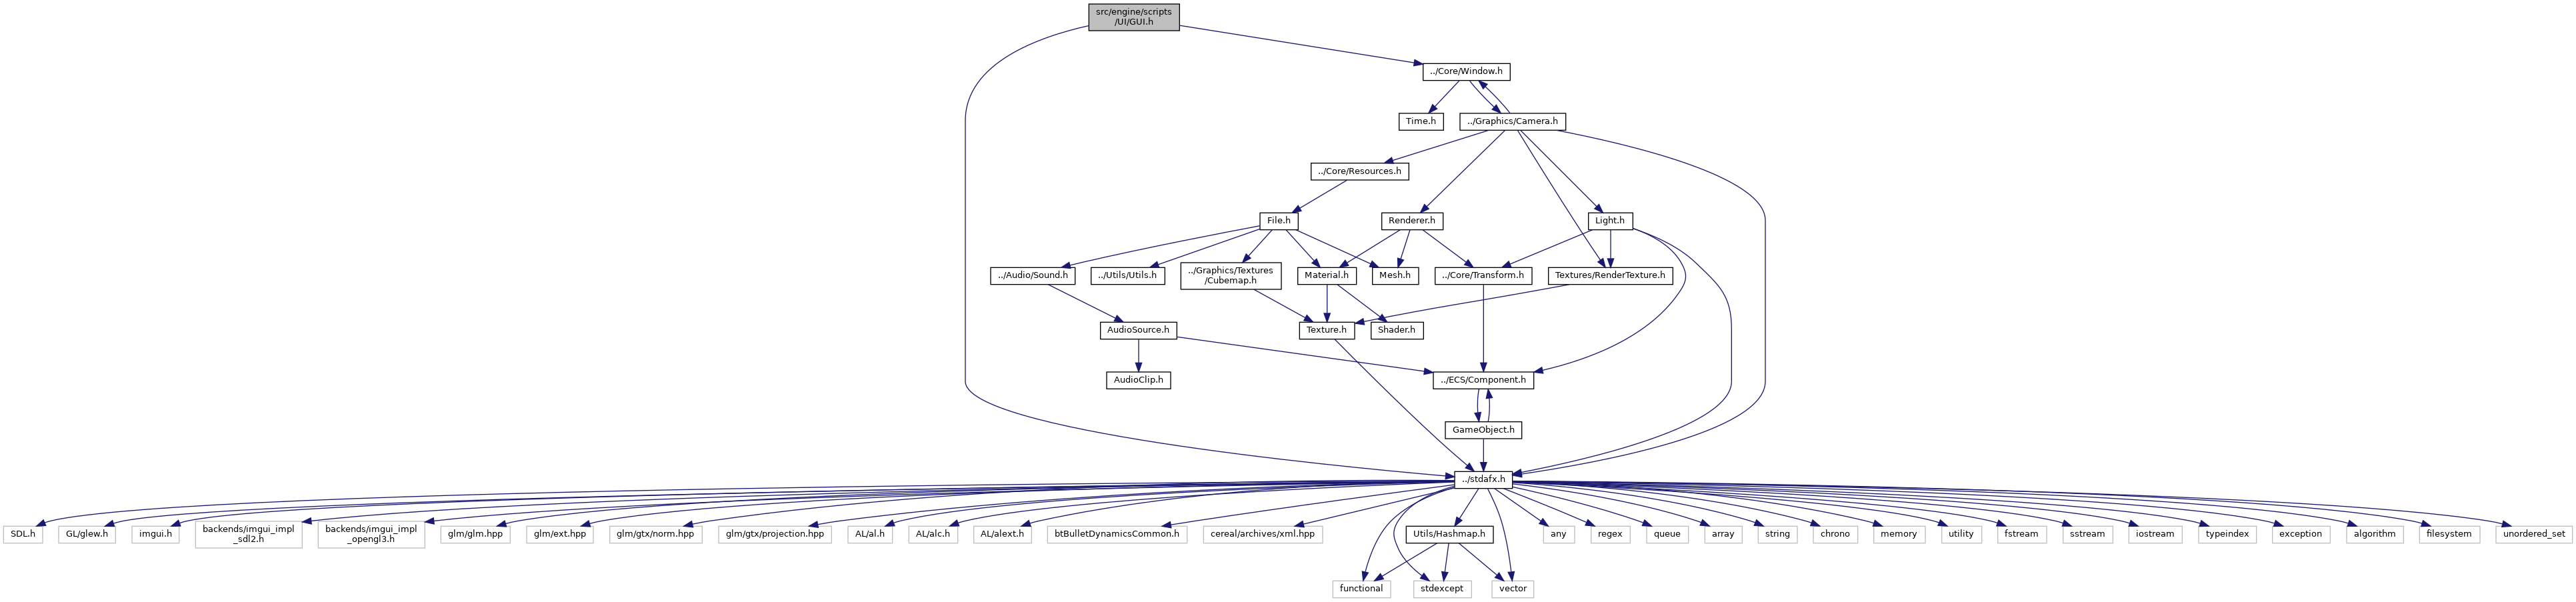 src/engine/scripts
/UI/GUI.h
../Core/Window.h
Time.h
../Graphics/Camera.h
../Core/Resources.h
File.h
Renderer.h
Light.h
../Audio/Sound.h
../Utils/Utils.h
../Graphics/Textures
/Cubemap.h
Material.h
Mesh.h
../Core/Transform.h
Textures/RenderTexture.h
AudioSource.h
Texture.h
Shader.h
AudioClip.h
../ECS/Component.h
GameObject.h
../stdafx.h
SDL.h
GL/glew.h
imgui.h
backends/imgui_impl
_sdl2.h
backends/imgui_impl
_opengl3.h
glm/glm.hpp
glm/ext.hpp
glm/gtx/norm.hpp
glm/gtx/projection.hpp
AL/al.h
AL/alc.h
AL/alext.h
btBulletDynamicsCommon.h
cereal/archives/xml.hpp
Utils/Hashmap.h
any
regex
queue
array
string
chrono
memory
utility
fstream
sstream
iostream
typeindex
exception
algorithm
filesystem
unordered_set
functional
stdexcept
vector